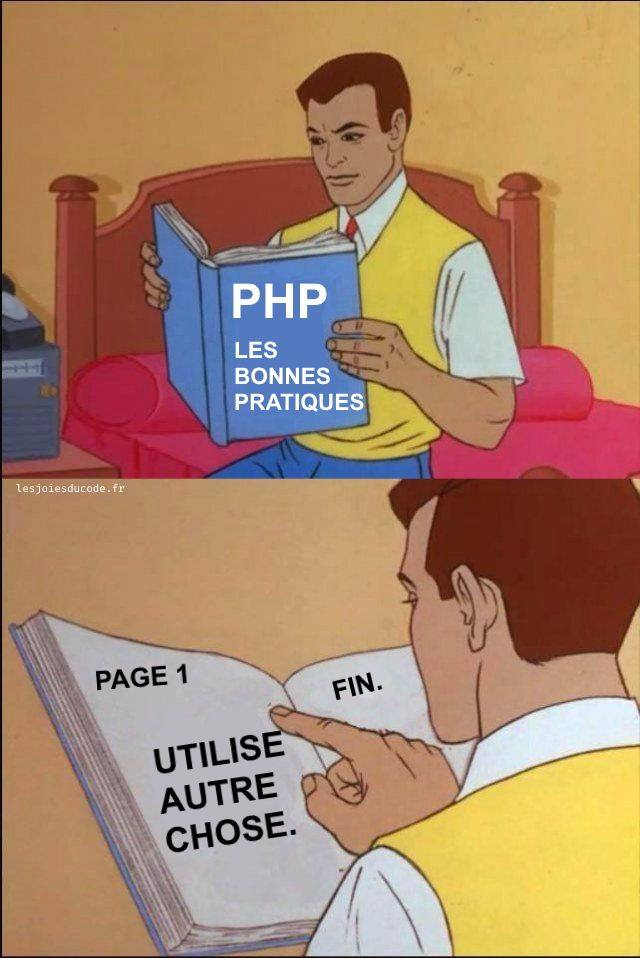 PHP
LES
BONNES
PRATIQUES
lesjoiesducode.fr
PAGE 1
UTILISE
AUTRE
CHOSE.
FIN.